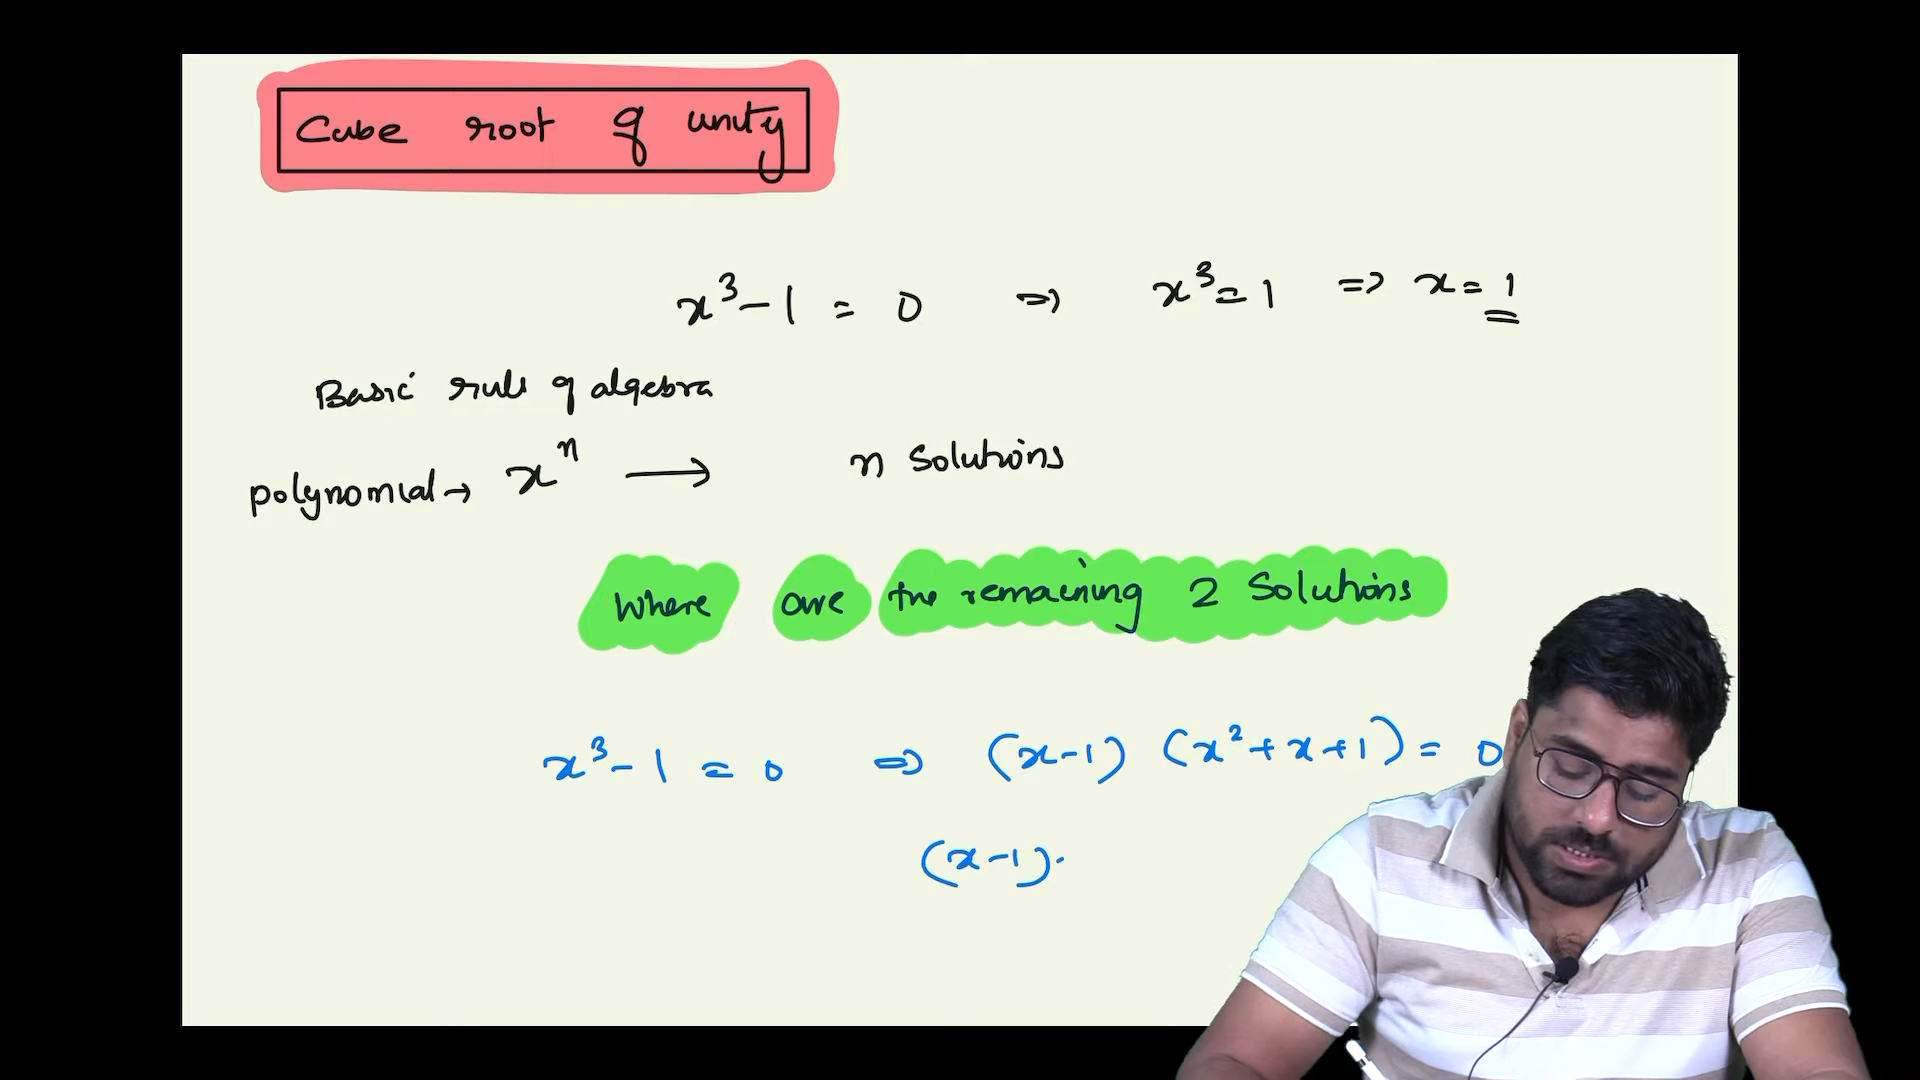 Cube root of unity
x³ - 1 = 0 ⇒ x³ = 1 ⇒ x = 1
Basic rule of algebra
polynomial → xⁿ ⟶ n solutions
Where are the remaining 2 solutions
x³ - 1 = 0 ⇒ (x-1) (x² + x + 1) = 0
(x-1)·